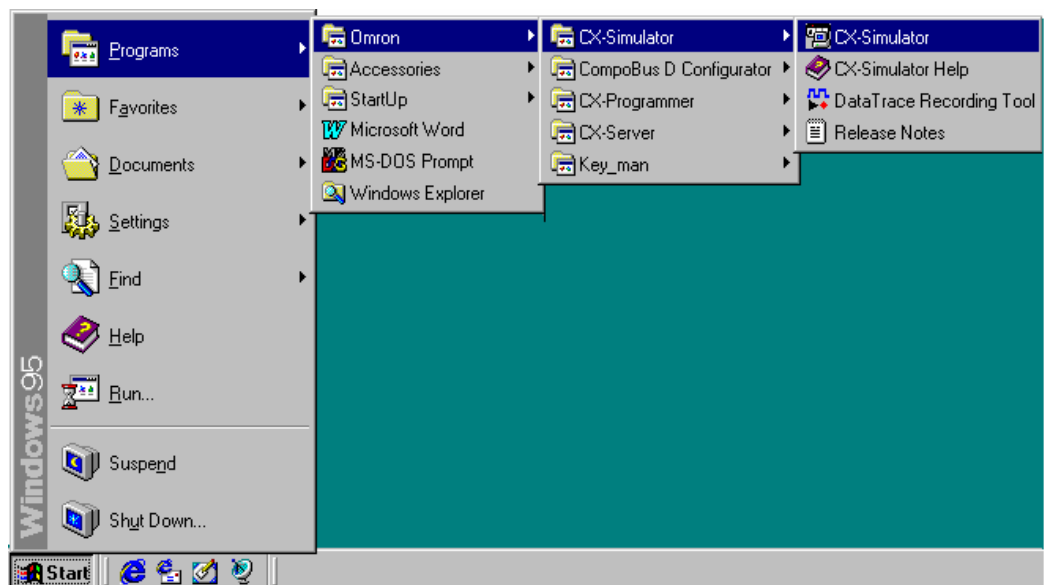 Programs
Favorites
Documents
Settings
Find
Help
Run...
Suspend
Shut Down...
Windows95
Start
Omron
Accessories
StartUp
Microsoft Word
MS-DOS Prompt
Windows Explorer
CX-Simulator
CompoBus D Configurator
CX-Programmer
CX-Server
Key_man
CX-Simulator
CX-Simulator Help
DataTrace Recording Tool
Release Notes